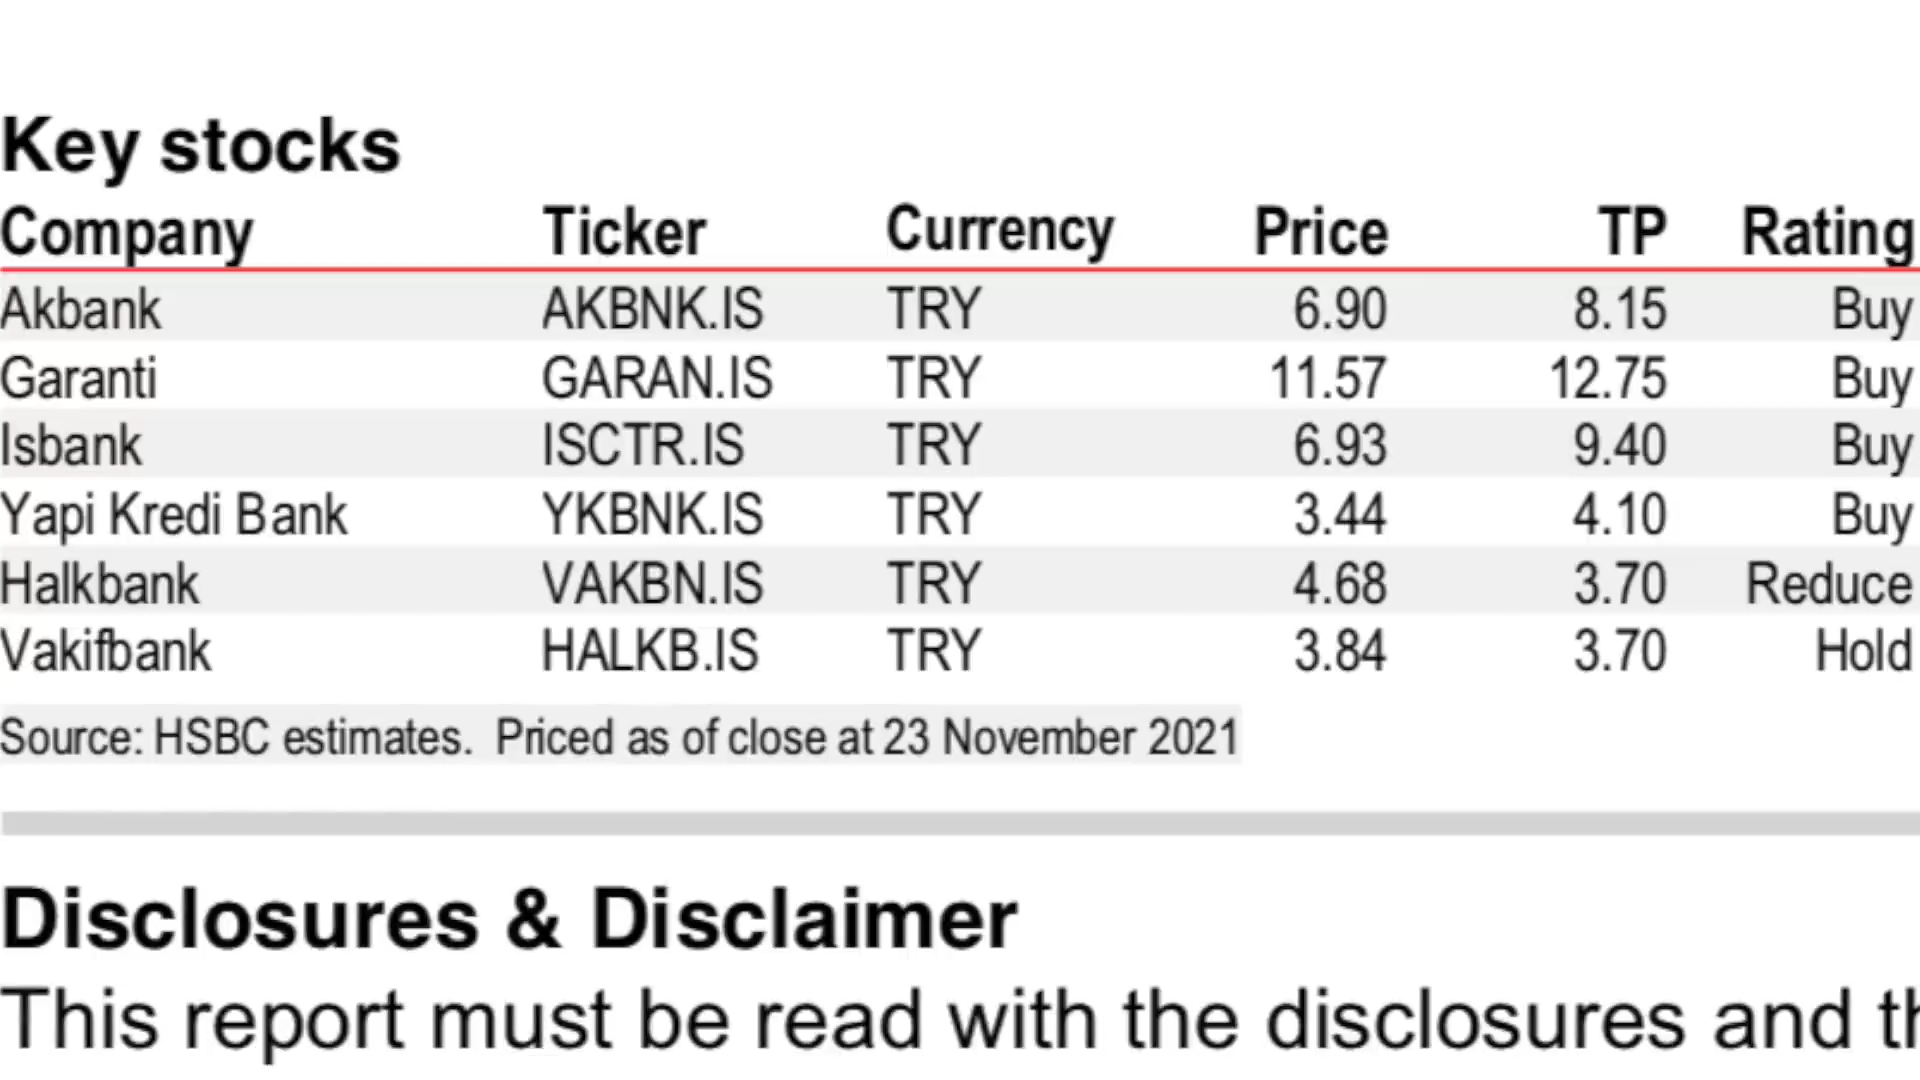 Key stocks
Company Ticker Currency Price TP Rating
Akbank AKBNK.IS TRY 6.90 8.15 Buy
Garanti GARAN.IS TRY 11.57 12.75 Buy
Isbank ISCTR.IS TRY 6.93 9.40 Buy
Yapi Kredi Bank YKBNK.IS TRY 3.44 4.10 Buy
Halkbank VAKBN.IS TRY 4.68 3.70 Reduce
Vakifbank HALKB.IS TRY 3.84 3.70 Hold
Source: HSBC estimates. Priced as of close at 23 November 2021
Disclosures & Disclaimer
This report must be read with the disclosures and